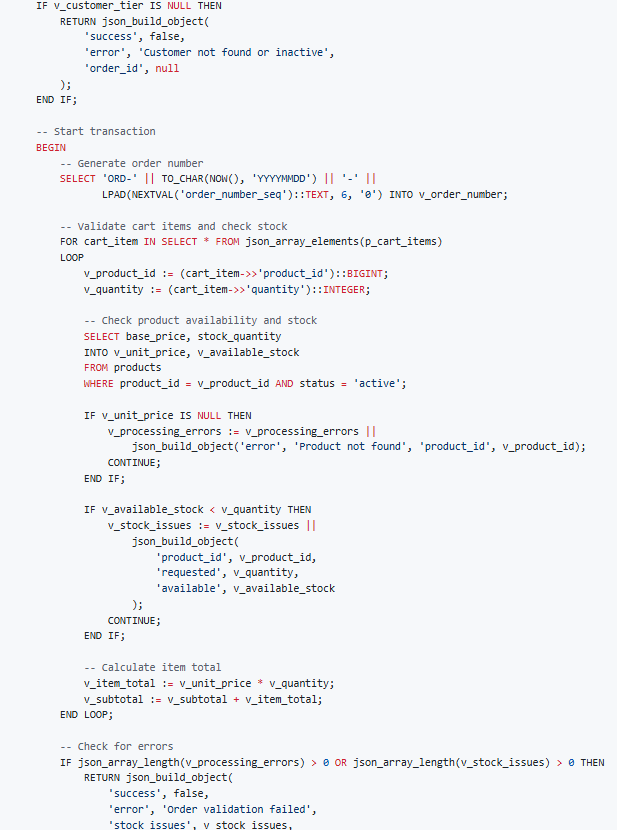 IF v_customer_tier IS NULL THEN
RETURN json_build_object(
'success', false,
'error', 'Customer not found or inactive',
'order_id', null
);
END IF;
-- Start transaction
BEGIN
-- Generate order number
SELECT 'ORD-' || TO_CHAR(NOW(), 'YYYYMMDD') || '-' ||
LPAD(NEXTVAL('order_number_seq')::TEXT, 6, '0') INTO v_order_number;
-- Validate cart items and check stock
FOR cart_item IN SELECT * FROM json_array_elements(p_cart_items)
LOOP
v_product_id := (cart_item->>'product_id')::BIGINT;
v_quantity := (cart_item->>'quantity')::INTEGER;
-- Check product availability and stock
SELECT base_price, stock_quantity
INTO v_unit_price, v_available_stock
FROM products
WHERE product_id = v_product_id AND status = 'active';
IF v_unit_price IS NULL THEN
v_processing_errors := v_processing_errors ||
json_build_object('error', 'Product not found', 'product_id', v_product_id);
CONTINUE;
END IF;
IF v_available_stock < v_quantity THEN
v_stock_issues := v_stock_issues ||
json_build_object(
'product_id', v_product_id,
'requested', v_quantity,
'available', v_available_stock
);
CONTINUE;
END IF;
-- Calculate item total
v_item_total := v_unit_price * v_quantity;
v_subtotal := v_subtotal + v_item_total;
END LOOP;
-- Check for errors
IF json_array_length(v_processing_errors) > 0 OR json_array_length(v_stock_issues) > 0 THEN
RETURN json_build_object(
'success', false,
'error', 'Order validation failed',
'stock_issues', v_stock_issues,